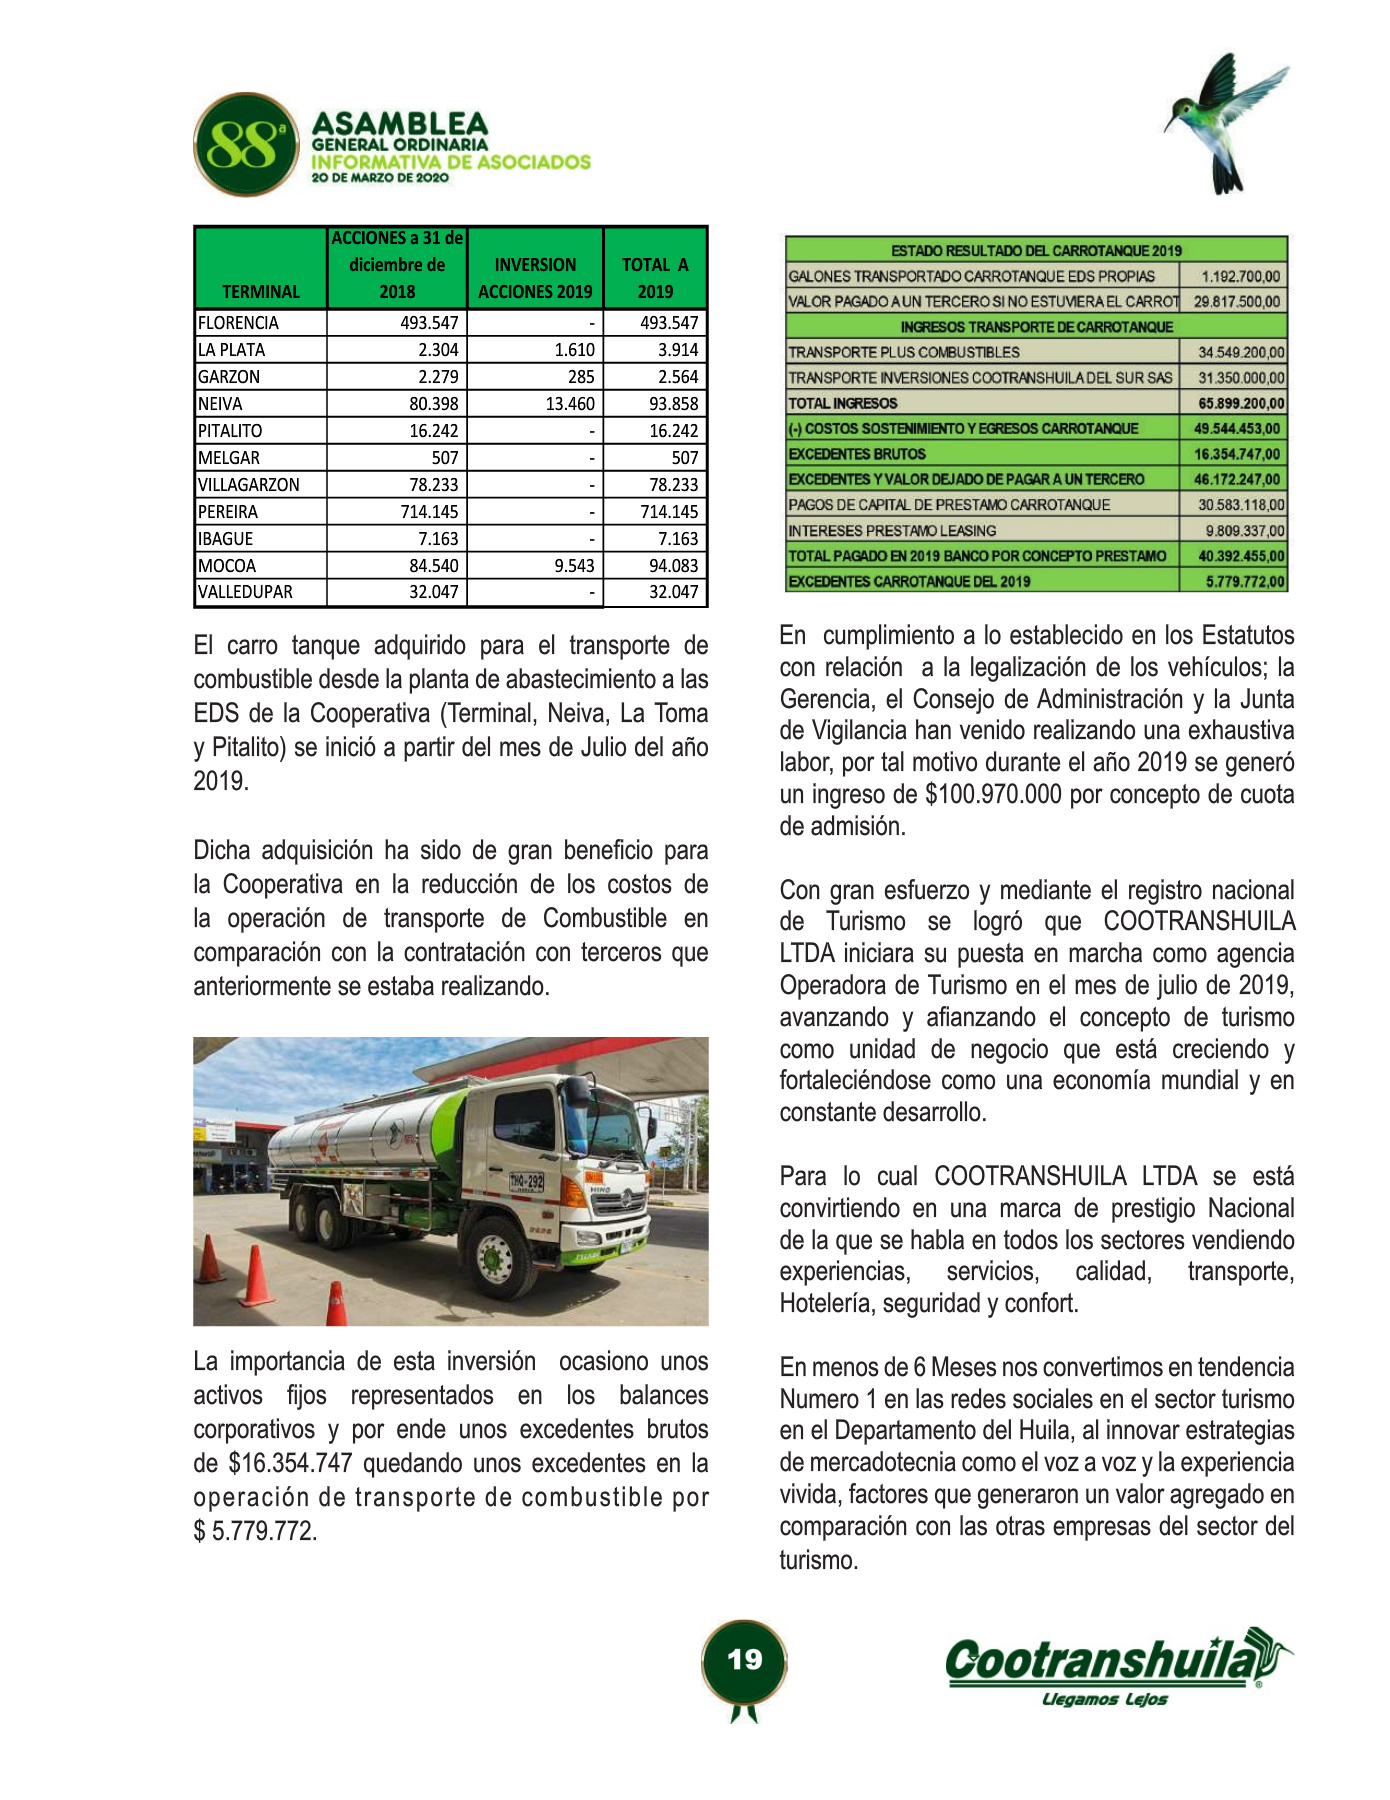 88ª
ASAMBLEA
GENERAL ORDINARIA
INFORMATIVA DE ASOCIADOS
20 DE MARZO DE 2020
TERMINAL ACCIONES a 31 de diciembre de 2018 INVERSION ACCIONES 2019 TOTAL A 2019
FLORENCIA 493.547 - 493.547
LA PLATA 2.304 1.610 3.914
GARZON 2.279 285 2.564
NEIVA 80.398 13.460 93.858
PITALITO 16.242 - 16.242
MELGAR 507 - 507
VILLAGARZON 78.233 - 78.233
PEREIRA 714.145 - 714.145
IBAGUE 7.163 - 7.163
MOCOA 84.540 9.543 94.083
VALLEDUPAR 32.047 - 32.047
El carro tanque adquirido para el transporte de
combustible desde la planta de abastecimiento a las
EDS de la Cooperativa (Terminal, Neiva, La Toma
y Pitalito) se inició a partir del mes de Julio del año
2019.
Dicha adquisición ha sido de gran beneficio para
la Cooperativa en la reducción de los costos de
la operación de transporte de Combustible en
comparación con la contratación con terceros que
anteriormente se estaba realizando.
THQ-292
HINO
La importancia de esta inversión ocasiono unos
activos fijos representados en los balances
corporativos y por ende unos excedentes brutos
de $16.354.747 quedando unos excedentes en la
operación de transporte de combustible por
$ 5.779.772.
ESTADO RESULTADO DEL CARROTANQUE 2019
GALONES TRANSPORTADO CARROTANQUE EDS PROPIAS 1.192.700,00
VALOR PAGADO A UN TERCERO SI NO ESTUVIERA EL CARROT 29.817.500,00
INGRESOS TRANSPORTE DE CARROTANQUE
TRANSPORTE PLUS COMBUSTIBLES 34.549.200,00
TRANSPORTE INVERSIONES COOTRANSHUILA DEL SUR SAS 31.350.000,00
TOTAL INGRESOS 65.899.200,00
(-) COSTOS SOSTENIMIENTO Y EGRESOS CARROTANQUE 49.544.453,00
EXCEDENTES BRUTOS 16.354.747,00
EXCEDENTES Y VALOR DEJADO DE PAGAR A UN TERCERO 46.172.247,00
PAGOS DE CAPITAL DE PRESTAMO CARROTANQUE 30.583.118,00
INTERESES PRESTAMO LEASING 9.809.337,00
TOTAL PAGADO EN 2019 BANCO POR CONCEPTO PRESTAMO 40.392.455,00
EXCEDENTES CARROTANQUE DEL 2019 5.779.772,00
En cumplimiento a lo establecido en los Estatutos
con relación a la legalización de los vehículos; la
Gerencia, el Consejo de Administración y la Junta
de Vigilancia han venido realizando una exhaustiva
labor, por tal motivo durante el año 2019 se generó
un ingreso de $100.970.000 por concepto de cuota
de admisión.
Con gran esfuerzo y mediante el registro nacional
de Turismo se logró que COOTRANSHUILA
LTDA iniciara su puesta en marcha como agencia
Operadora de Turismo en el mes de julio de 2019,
avanzando y afianzando el concepto de turismo
como unidad de negocio que está creciendo y
fortaleciéndose como una economía mundial y en
constante desarrollo.
Para lo cual COOTRANSHUILA LTDA se está
convirtiendo en una marca de prestigio Nacional
de la que se habla en todos los sectores vendiendo
experiencias, servicios, calidad, transporte,
Hotelería, seguridad y confort.
En menos de 6 Meses nos convertimos en tendencia
Numero 1 en las redes sociales en el sector turismo
en el Departamento del Huila, al innovar estrategias
de mercadotecnia como el voz a voz y la experiencia
vivida, factores que generaron un valor agregado en
comparación con las otras empresas del sector del
turismo.
19
Cootranshuila
®
Llegamos Lejos